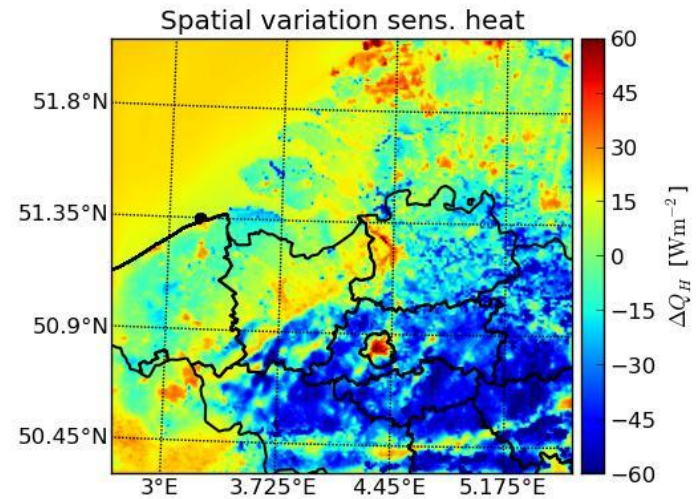 Spatial variation sens. heat
51.8°N
51.35°N
50.9°N
50.45°N
3°E
3.725°E
4.45°E
5.175°E
60
45
30
15
0
−15
−30
−45
−60
ΔQ_H [Wm⁻²]